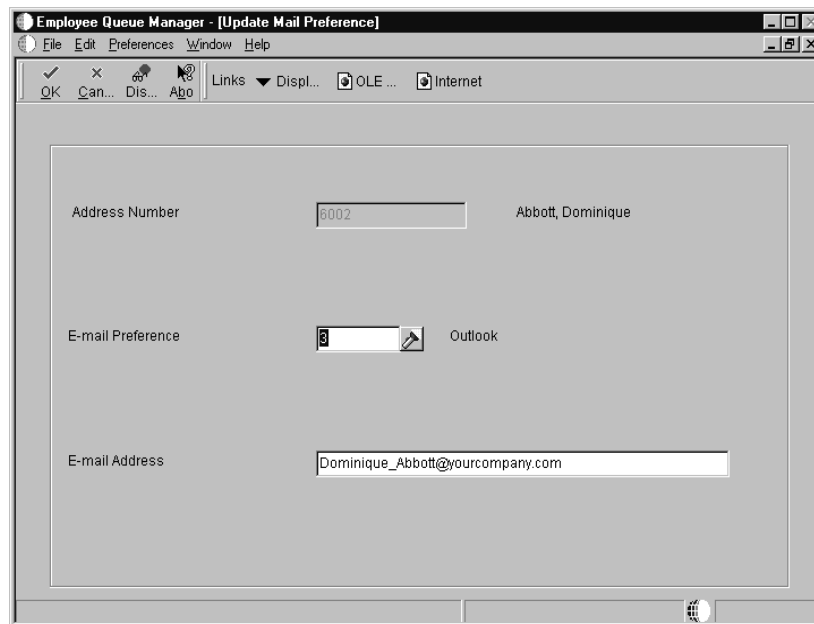 Employee Queue Manager - [Update Mail Preference]
File Edit Preferences Window Help
OK Can... Dis... Abo Links Displ... OLE ... Internet
Address Number 6002 Abbott, Dominique
E-mail Preference 3 Outlook
E-mail Address Dominique_Abbott@yourcompany.com